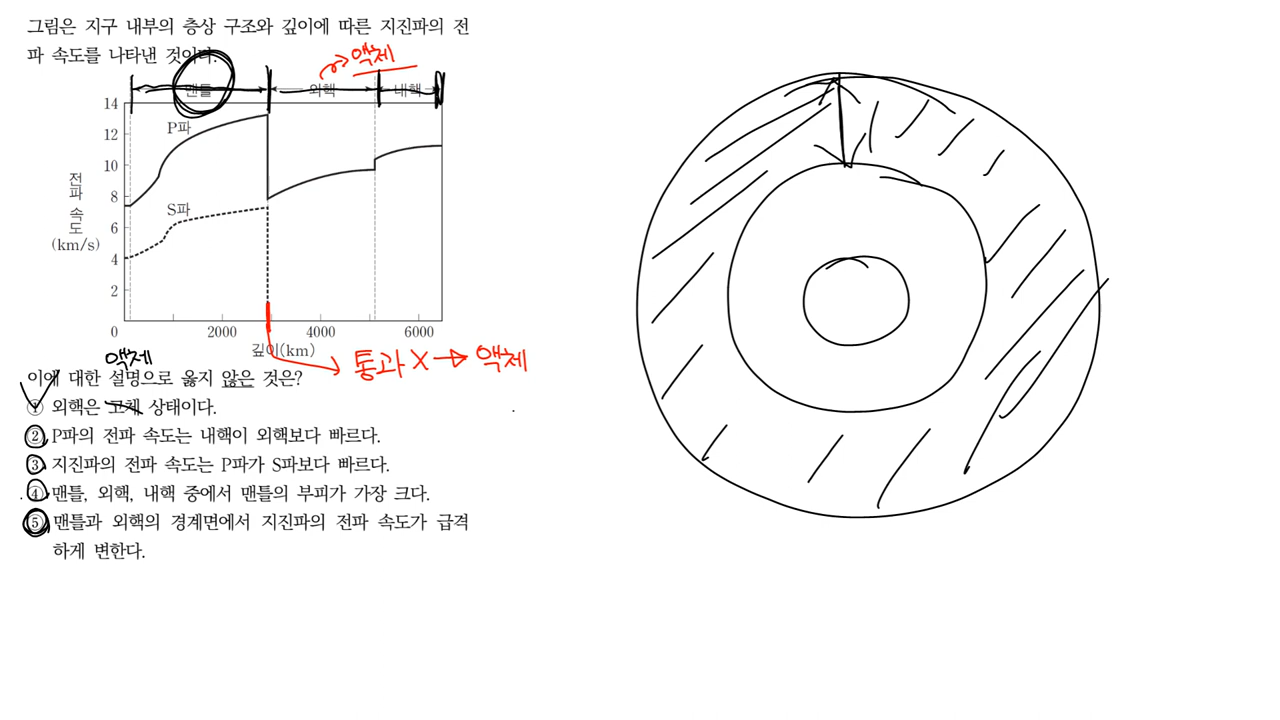 그림은 지구 내부의 층상 구조와 깊이에 따른 지진파의 전
파 속도를 나타낸 것이다.
액체
맨틀 외핵 내핵
14
12
10
8
6
4
2
0
P파
S파
전파 속도
(km/s)
2000 4000 6000
깊이(km)
통과 X → 액체
액체
이에 대한 설명으로 옳지 않은 것은?
① 외핵은 고체 상태이다.
② P파의 전파 속도는 내핵이 외핵보다 빠르다.
③ 지진파의 전파 속도는 P파가 S파보다 빠르다.
④ 맨틀, 외핵, 내핵 중에서 맨틀의 부피가 가장 크다.
⑤ 맨틀과 외핵의 경계면에서 지진파의 전파 속도가 급격
하게 변한다.